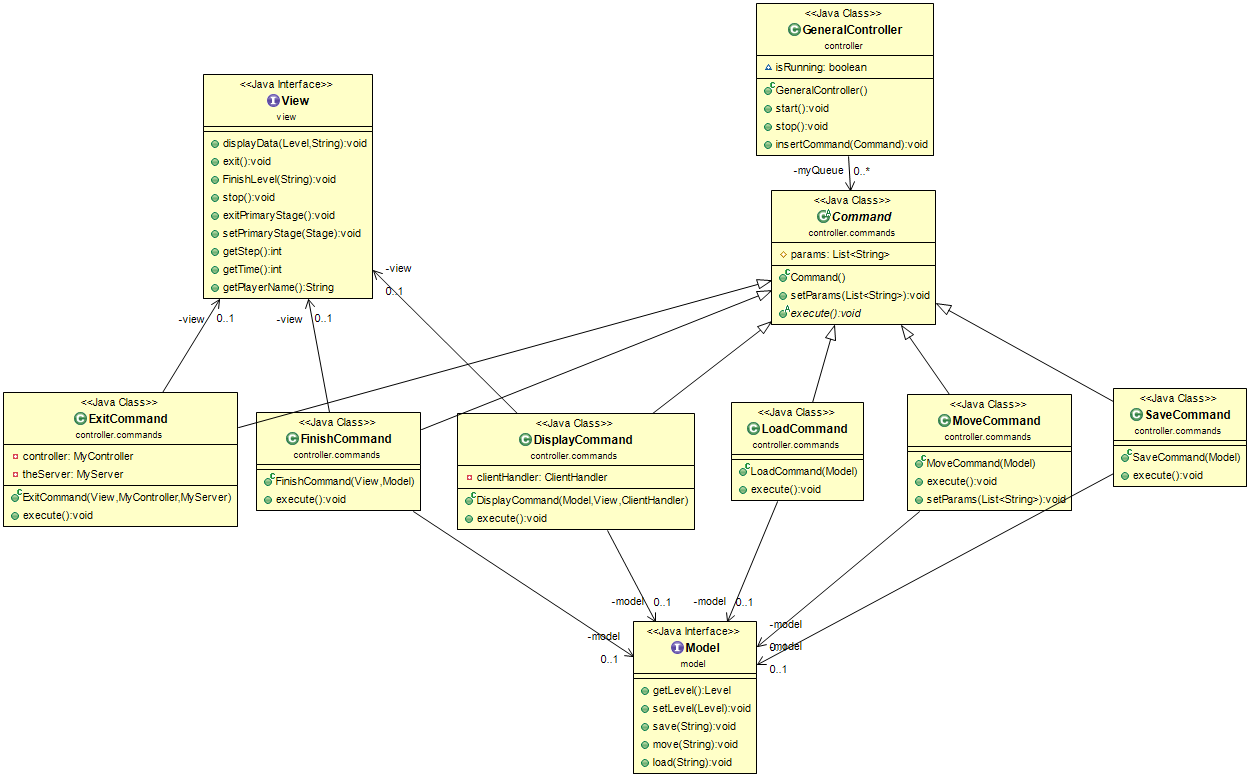 <<Java Class>>
GeneralController
controller
isRunning: boolean
GeneralController()
start():void
stop():void
insertCommand(Command):void
-myQueue 0..*
<<Java Interface>>
View
view
displayData(Level,String):void
exit():void
FinishLevel(String):void
stop():void
exitPrimaryStage():void
setPrimaryStage(Stage):void
getStep():int
getTime():int
getPlayerName():String
<<Java Class>>
Command
controller.commands
params: List<String>
Command()
setParams(List<String>):void
execute():void
-view
0..1
-view 0..1
-view 0..1
<<Java Class>>
ExitCommand
controller.commands
controller: MyController
theServer: MyServer
ExitCommand(View,MyController,MyServer)
execute():void
<<Java Class>>
FinishCommand
controller.commands
FinishCommand(View,Model)
execute():void
<<Java Class>>
DisplayCommand
controller.commands
clientHandler: ClientHandler
DisplayCommand(Model,View,ClientHandler)
execute():void
<<Java Class>>
LoadCommand
controller.commands
LoadCommand(Model)
execute():void
<<Java Class>>
MoveCommand
controller.commands
MoveCommand(Model)
execute():void
setParams(List<String>):void
<<Java Class>>
SaveCommand
controller.commands
SaveCommand(Model)
execute():void
-model 0..1
-model 0..1
-model
0..1
-model
-model
0..1
<<Java Interface>>
Model
model
getLevel():Level
setLevel(Level):void
save(String):void
move(String):void
load(String):void